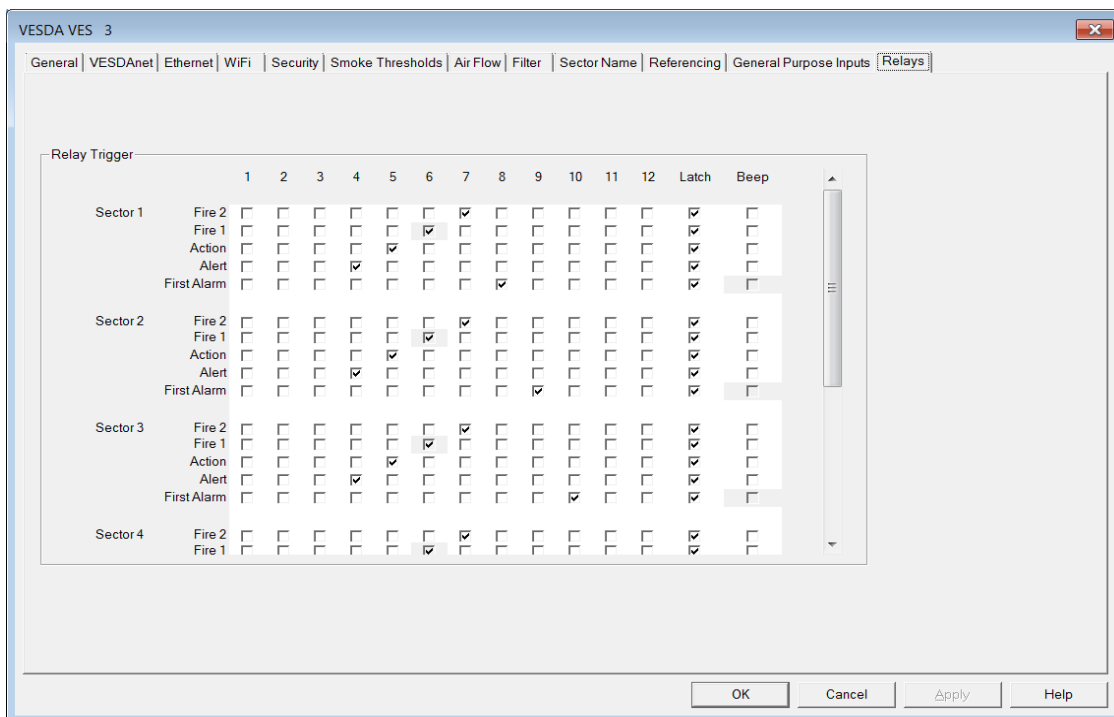 VESDA VES 3
General VESDAnet Ethernet WiFi Security Smoke Thresholds Air Flow Filter Sector Name Referencing General Purpose Inputs Relays
Relay Trigger
1 2 3 4 5 6 7 8 9 10 11 12 Latch Beep
Sector 1 Fire 2
Fire 1
Action
Alert
First Alarm
Sector 2 Fire 2
Fire 1
Action
Alert
First Alarm
Sector 3 Fire 2
Fire 1
Action
Alert
First Alarm
Sector 4 Fire 2
Fire 1
OK Cancel Apply Help